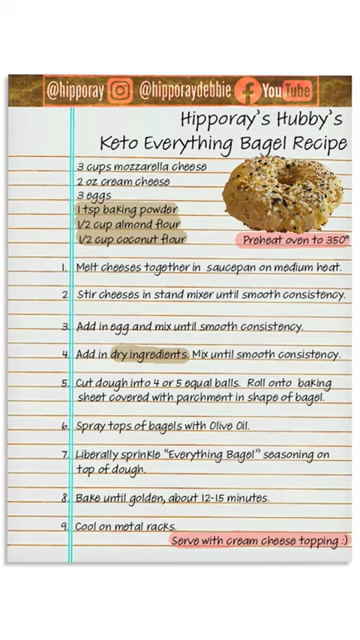 @hipporay @hipporaydebbie YouTube
Hipporay's Hubby's
Keto Everything Bagel Recipe
3 cups mozzarella cheese
2 oz cream cheese
3 eggs
1 tsp baking powder
1/2 cup almond flour
1/2 cup coconut flour
Preheat oven to 350°
1. Melt cheeses together in saucepan on medium heat.
2 Stir cheeses in stand mixer until smooth consistency.
3. Add in egg and mix until smooth consistency.
4. Add in dry ingredients. Mix until smooth consistency.
5. Cut dough into 4 or 5 equal balls. Roll onto baking
sheet covered with parchment in shape of bagel.
6. Spray tops of bagels with Olive Oil.
7. Liberally sprinkle "Everything Bagel" seasoning on
top of dough.
8. Bake until golden, about 12-15 minutes.
9. Cool on metal racks.
Serve with cream cheese topping :)